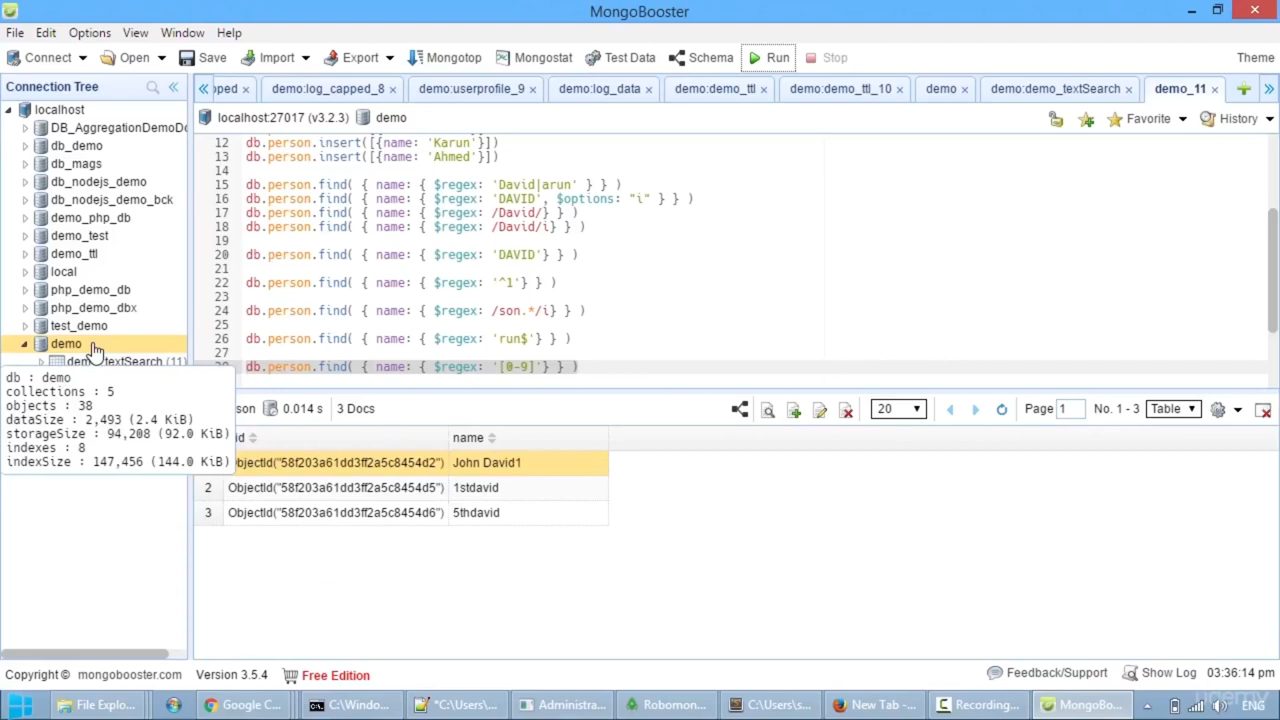 MongoBooster
File Edit Options View Window Help
Connect Open Save Import Export Mongotop Mongostat Test Data Schema Run Stop Theme
Connection Tree
pped demo:log_capped_8 demo:userprofile_9 demo:log_data demo:demo_ttl demo:demo_ttl_10 demo demo:demo_textSearch demo_11
localhost:27017 (v3.2.3) demo Favorite History
localhost
DB_AggregationDemoDo
db_demo
db_mags
db_nodejs_demo
db_nodejs_demo_bck
demo_php_db
demo_test
demo_ttl
local
php_demo_db
php_demo_dbx
test_demo
demo
demo_textSearch (11)
db : demo
collections : 5
objects : 38
dataSize : 2,493 (2.4 KiB)
storageSize : 94,208 (92.0 KiB)
indexes : 8
indexSize : 147,456 (144.0 KiB)
12 db.person.insert([{name: 'Karun'}])
13 db.person.insert([{name: 'Ahmed'}])
14
15 db.person.find( { name: { $regex: 'David|arun' } } )
16 db.person.find( { name: { $regex: 'DAVID', $options: "i" } } )
17 db.person.find( { name: { $regex: /David/} } )
18 db.person.find( { name: { $regex: /David/i} } )
19
20 db.person.find( { name: { $regex: 'DAVID'} } )
21
22 db.person.find( { name: { $regex: '^1'} } )
23
24 db.person.find( { name: { $regex: /son.*/i} } )
25
26 db.person.find( { name: { $regex: 'run$'} } )
27
db.person.find( { name: { $regex: '[0-9]'} } )
son 0.014 s 3 Docs 20 Page 1 No. 1 - 3 Table
id name
ObjectId("58f203a61dd3ff2a5c8454d2") John David1
2 ObjectId("58f203a61dd3ff2a5c8454d5") 1stdavid
3 ObjectId("58f203a61dd3ff2a5c8454d6") 5thdavid
Copyright © mongobooster.com Version 3.5.4 Free Edition Feedback/Support Show Log 03:36:14 pm
File Explo... Google C... C:\Windo... *C:\Users\... Administra... Robomon... C:\Users\s... New Tab -... Recording... MongoBo... ENG
udemy